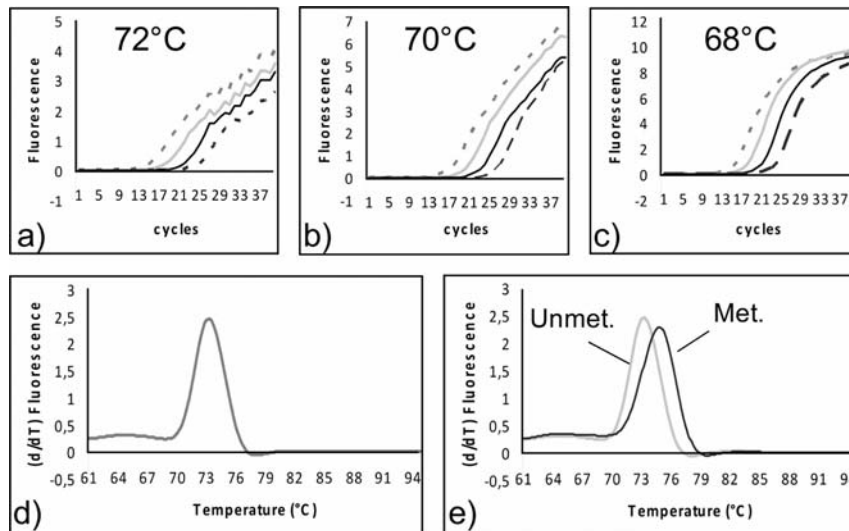 72°C
Fluorescence
5
4
3
2
1
0
-1
1 5 9 13 17 21 25 29 33 37
cycles
a)
70°C
Fluorescence
7
6
5
4
3
2
1
0
-1
1 5 9 13 17 21 25 29 33 37
cycles
b)
68°C
Fluorescence
12
10
8
6
4
2
0
-2
1 5 9 13 17 21 25 29 33 37
cycles
c)
(d/dT) Fluorescence
3
2,5
2
1,5
1
0,5
0
-0,5
61 64 67 70 73 76 79 82 85 88 91 94
Temperature (°C)
d)
(d/dT) Fluorescence
3
2,5
2
1,5
1
0,5
0
-0,5
Unmet.
Met.
61 64 67 70 73 76 79 82 85 88 91 94
Temperature (°C)
e)